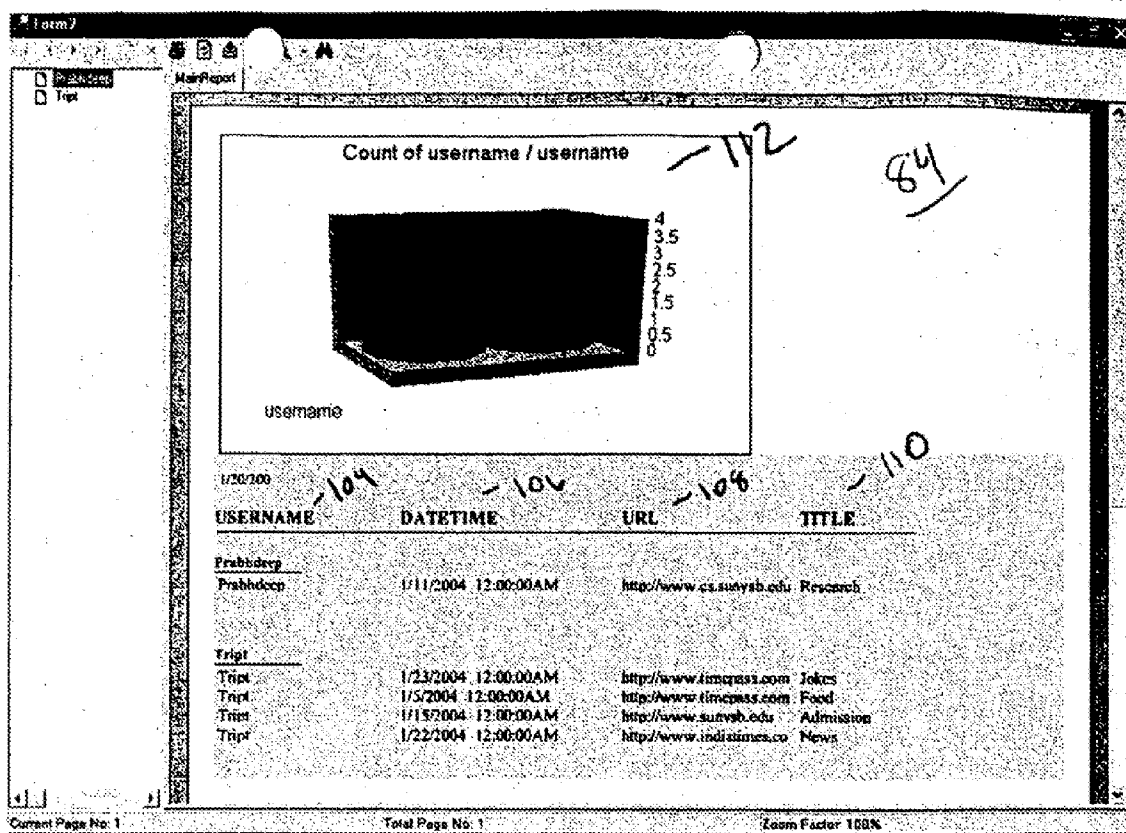 Form7
Prabhdeep
Tript
MainReport
Count of username / username
112
84
4
3.5
3
2.5
2
1.5
1
0.5
0
username
1/20/200
104
106
108
110
USERNAME DATETIME URL TITLE
Prabhdeep
Prabhdeep 1/11/2004 12:00:00AM http://www.cs.sunysb.edu Research
Tript
Tript 1/23/2004 12:00:00AM http://www.timepass.com Jokes
Tript 1/5/2004 12:00:00AM http://www.timepass.com Food
Tript 1/15/2004 12:00:00AM http://www.sunysb.edu Admission
Tript 1/22/2004 12:00:00AM http://www.indiatimes.co News
Current Page No: 1 Total Page No: 1 Zoom Factor 100%